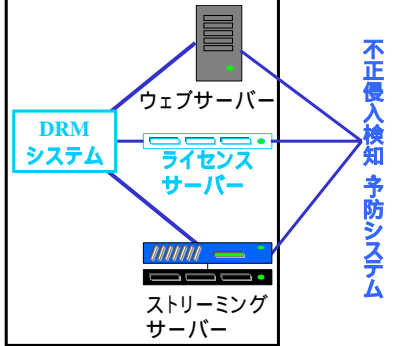 ウェブサーバー
DRM
システム
ライセンス
サーバー
ストリーミング
サーバー
不正侵入検知・予防システム